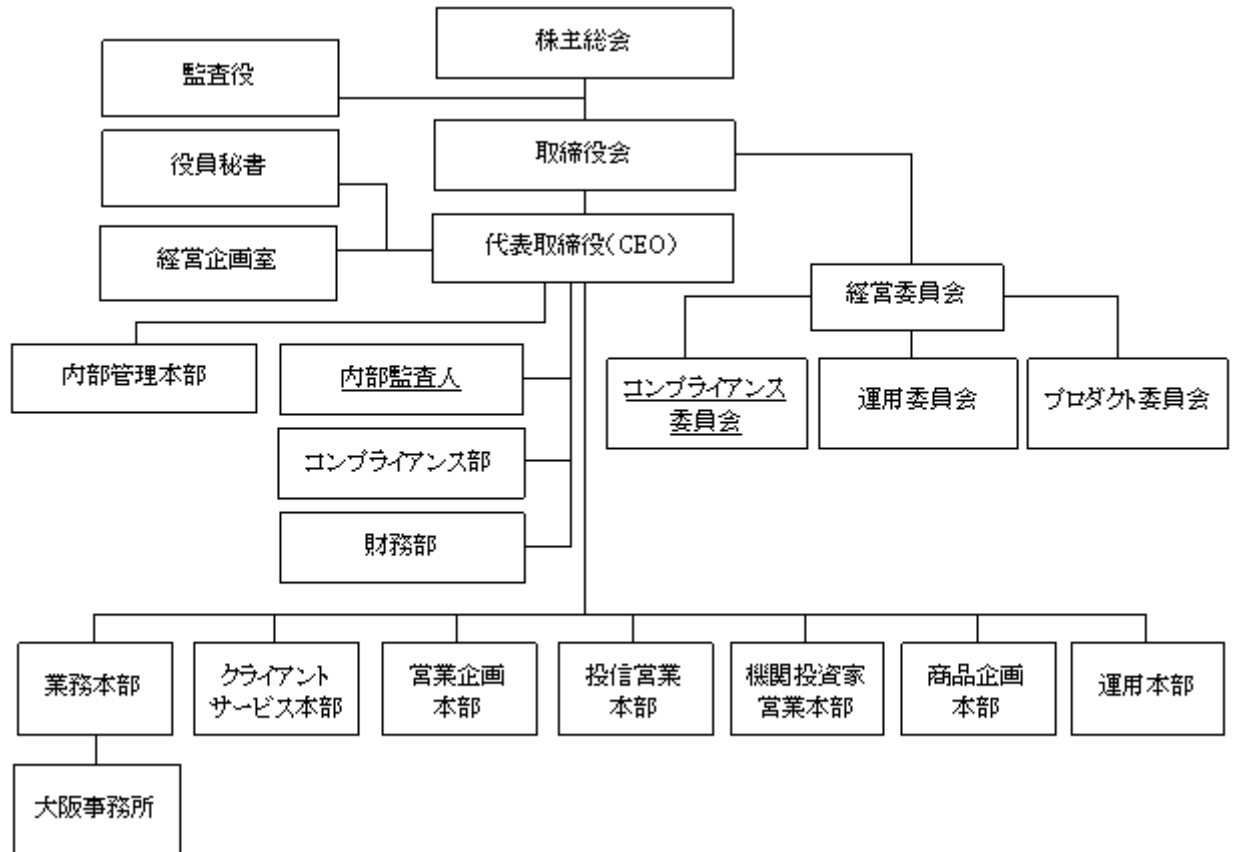 株主総会
監査役
取締役会
役員秘書
代表取締役(CEO)
経営企画室
経営委員会
内部管理本部
内部監査人
コンプライアンス
委員会
運用委員会
プロダクト委員会
コンプライアンス部
財務部
業務本部
クライアント
サービス本部
営業企画
本部
投信営業
本部
機関投資家
営業本部
商品企画
本部
運用本部
大阪事務所